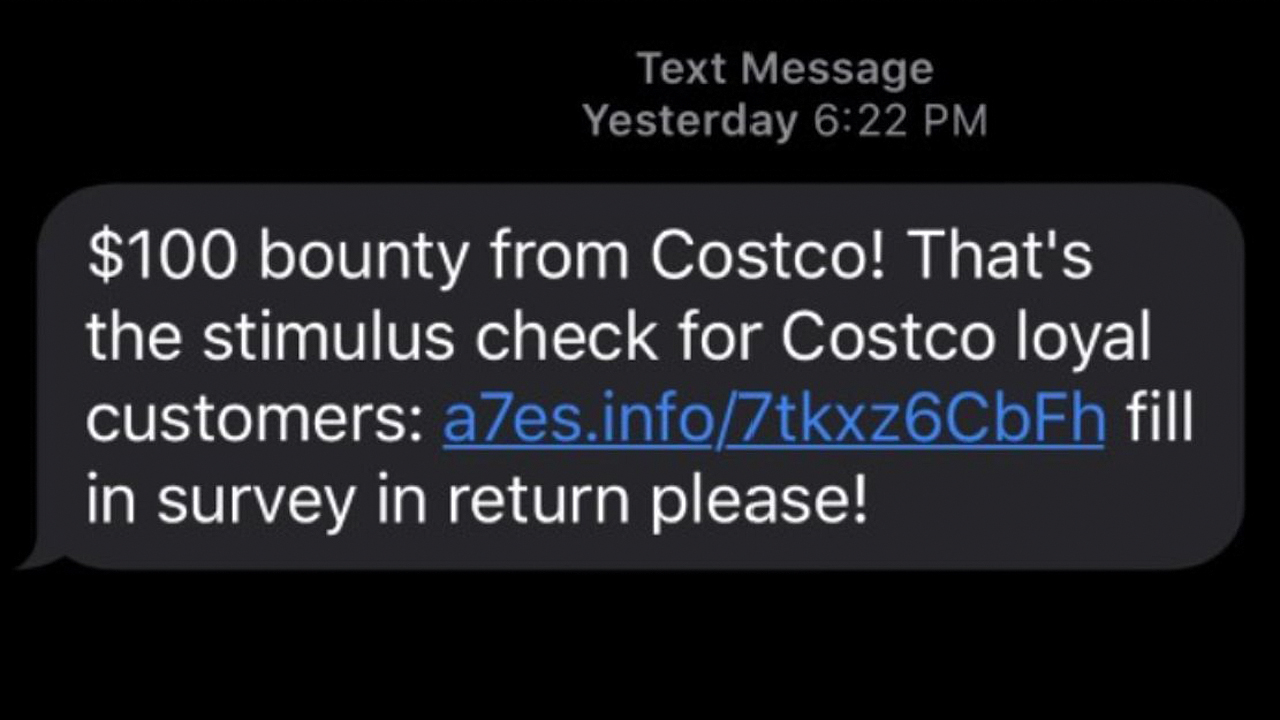 Text Message
Yesterday 6:22 PM
$100 bounty from Costco! That's
the stimulus check for Costco loyal
customers: a7es.info/7tkxz6CbFh fill
in survey in return please!